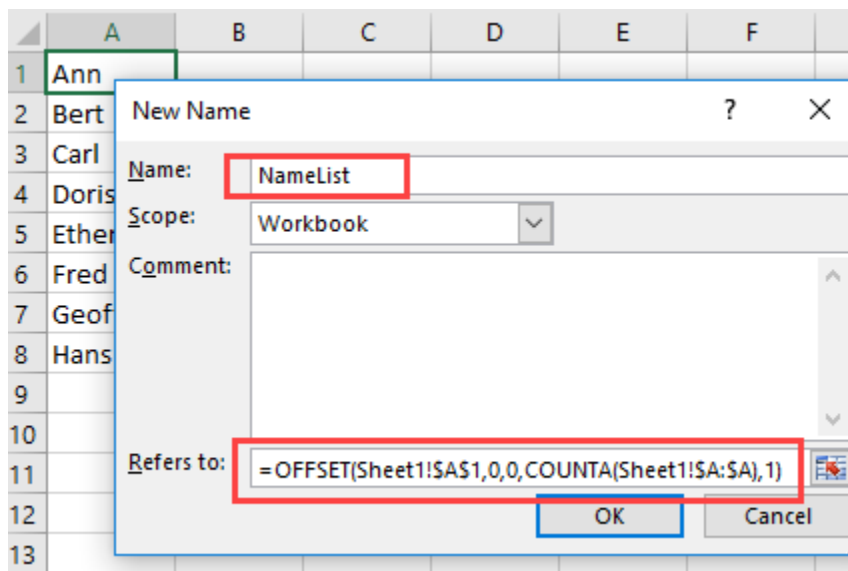 A B C D E F
1 Ann
2 Bert
3 Carl
4 Doris
5 Ether
6 Fred
7 Geof
8 Hans
9
10
11
12
13
New Name ? X
Name: NameList
Scope: Workbook
Comment:
Refers to: =OFFSET(Sheet1!$A$1,0,0,COUNTA(Sheet1!$A:$A),1)
OK Cancel